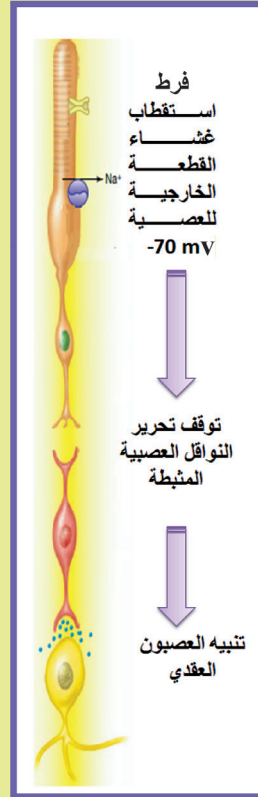 فرط
استقطاب
غشاء
القطعة
Na⁺
الخارجية
للعصية
-70 mV
توقف تحرير
النواقل العصبية
المثبطة
تنبيه العصبون
العقدي